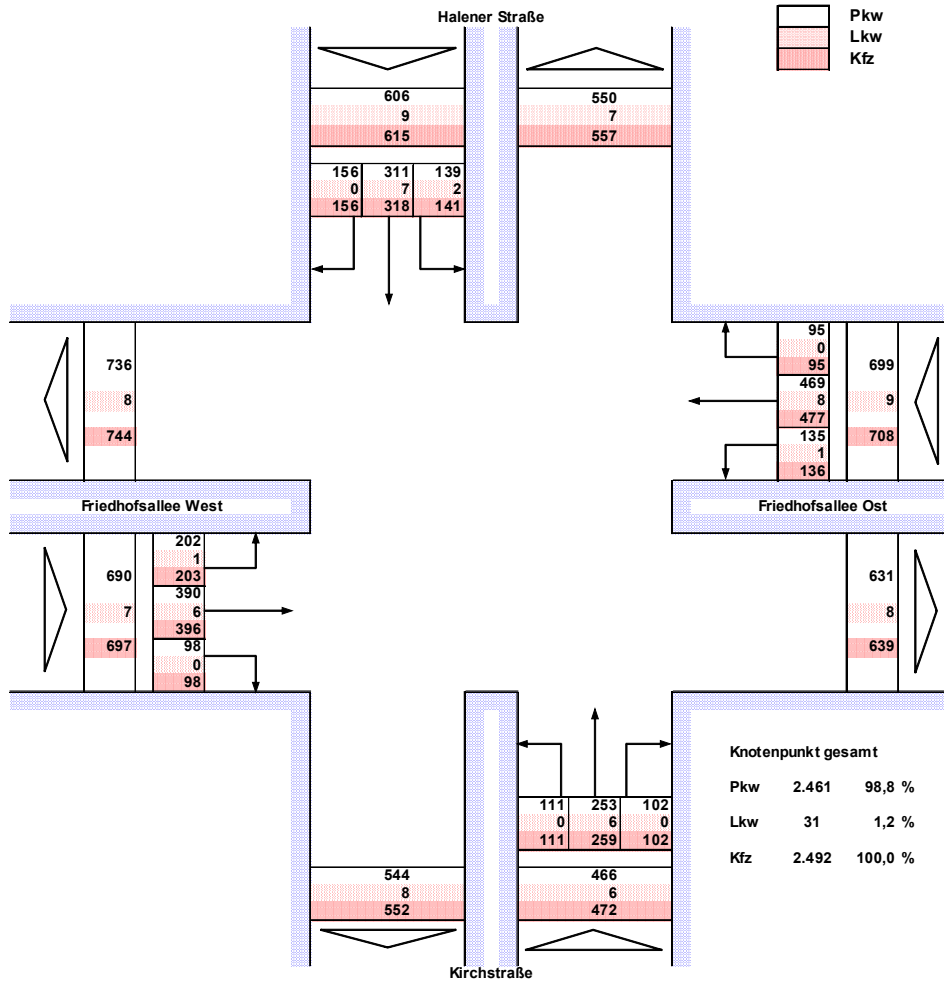 Halener Straße
Pkw
Lkw
Kfz
606
9
615
550
7
557
156 311 139
0 7 2
156 318 141
736
8
744
95
0
95
469
8
477
135
1
136
699
9
708
Friedhofsallee West
Friedhofsallee Ost
690
7
697
202
1
203
390
6
396
98
0
98
631
8
639
111 253 102
0 6 0
111 259 102
544
8
552
466
6
472
Knotenpunkt gesamt
Pkw 2.461 98,8 %
Lkw 31 1,2 %
Kfz 2.492 100,0 %
Kirchstraße